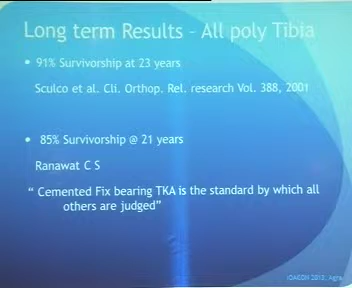 Long term Results – All poly Tibia
91% Survivorship at 23 years
Sculco et al. Cli. Orthop. Rel. research Vol. 388, 2001
85% Survivorship @ 21 years
Ranawat C S
“ Cemented Fix bearing TKA is the standard by which all
others are judged”
IOACON 2013, Agra